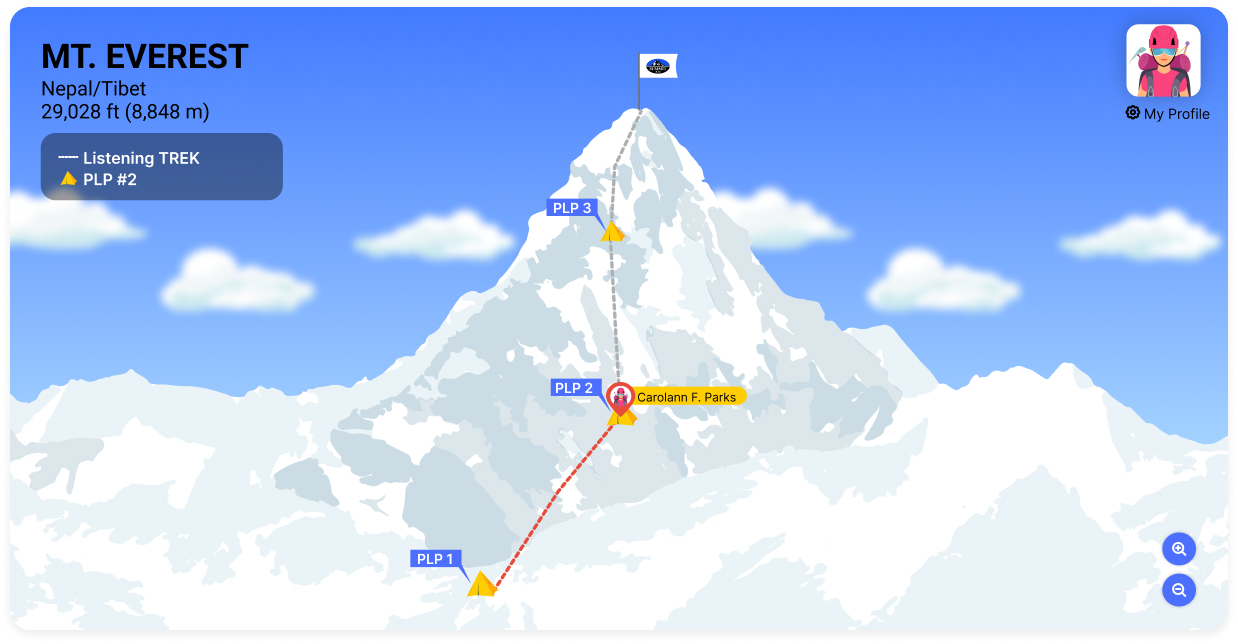 MT. EVEREST
Nepal/Tibet
29,028 ft (8,848 m)
Listening TREK
PLP #2
My Profile
PLP 3
PLP 2
Carolann F. Parks
PLP 1